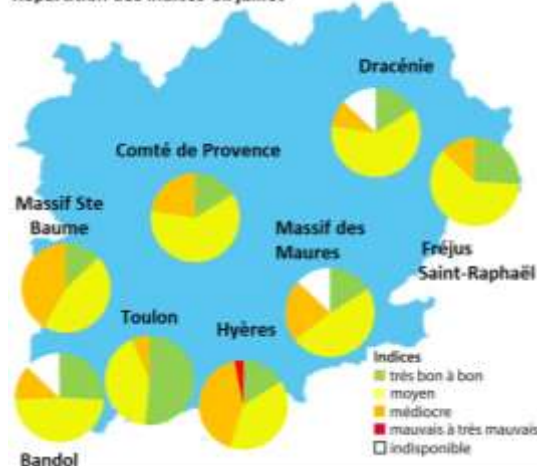 Dracénie
Comté de Provence
Massif Ste
Baume
Massif des
Maures
Fréjus
Saint-Raphaël
Toulon
Hyères
Bandol
Indices
très bon à bon
moyen
médiocre
mauvais à très mauvais
indisponible